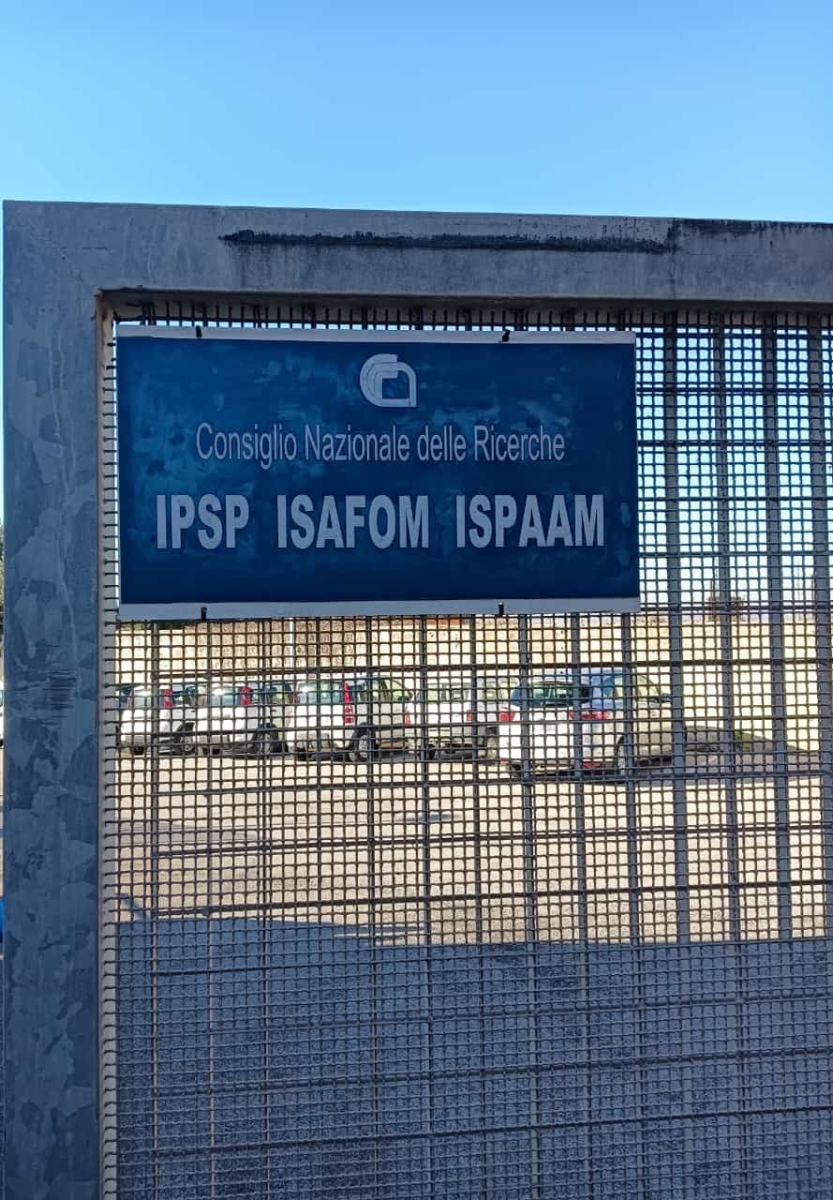 Consiglio Nazionale delle Ricerche
IPSP ISAFOM ISPAAM